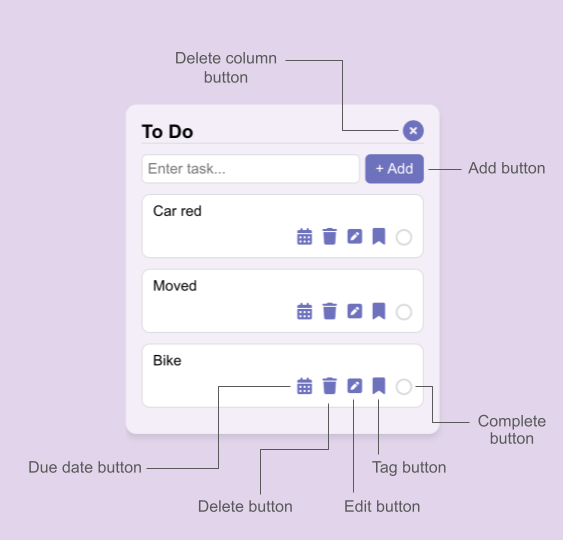 Delete column
button
To Do
Enter task...
+ Add
Add button
Car red
Moved
Bike
Complete
button
Due date button
Tag button
Delete button
Edit button